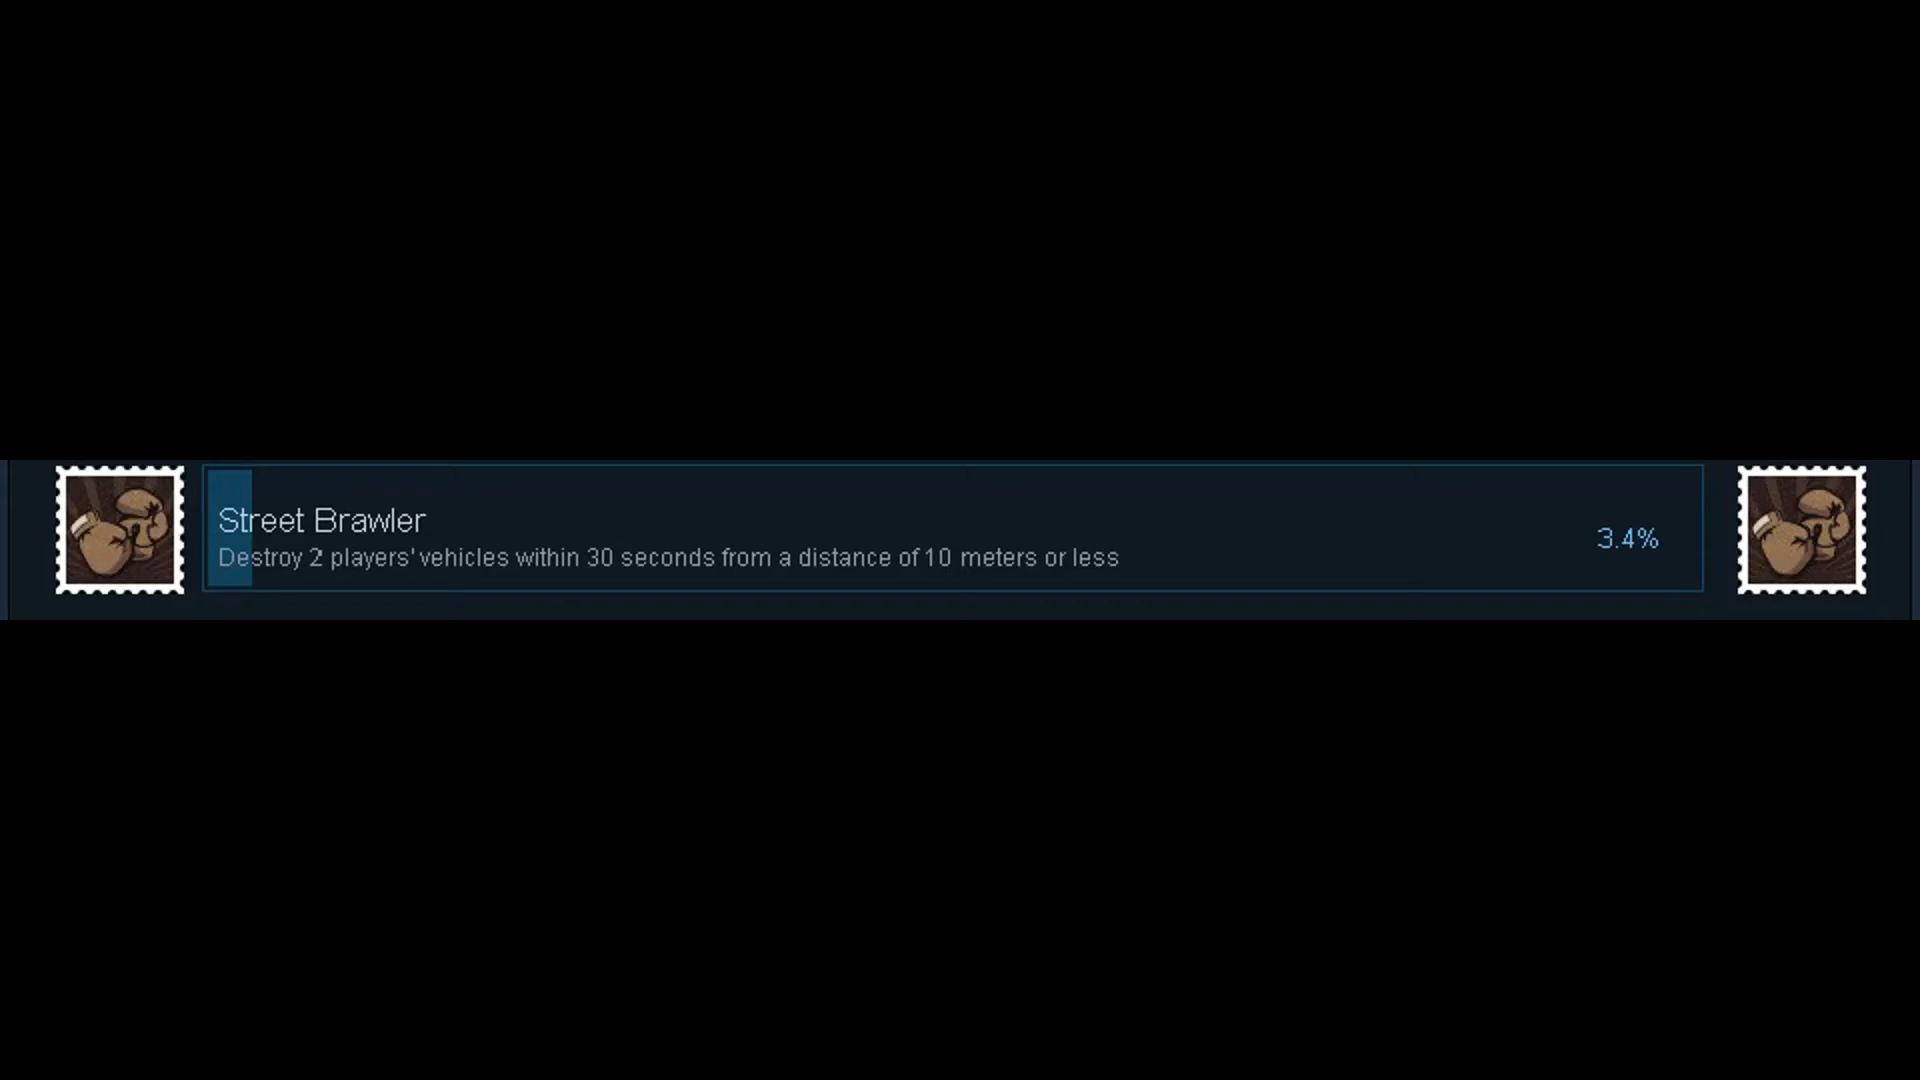 Street Brawler
Destroy 2 players' vehicles within 30 seconds from a distance of 10 meters or less
3.4%